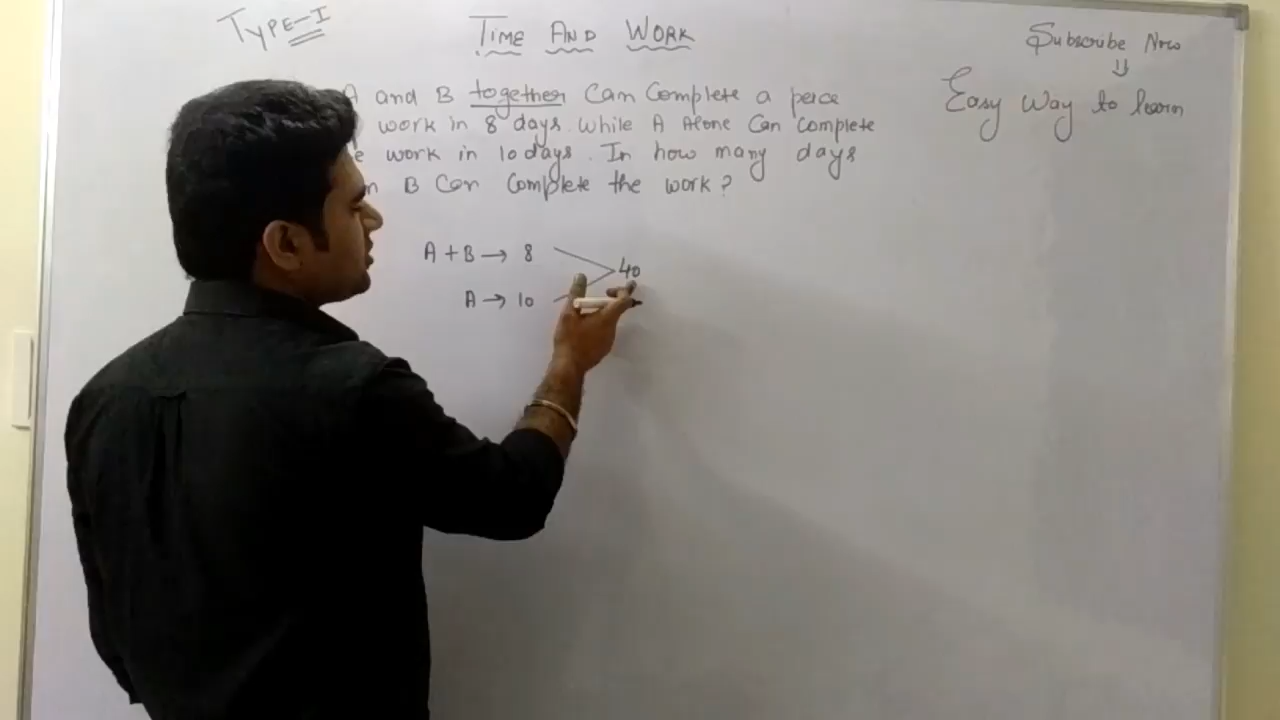 TYPE-I
TIME AND WORK
Subscribe Now
Easy Way to learn
A and B together Can Complete a peice
work in 8 days. While A Alone Can Complete
e work in 10 days. In how many days
n B Can Complete the work?
A + B → 8
40
A → 10